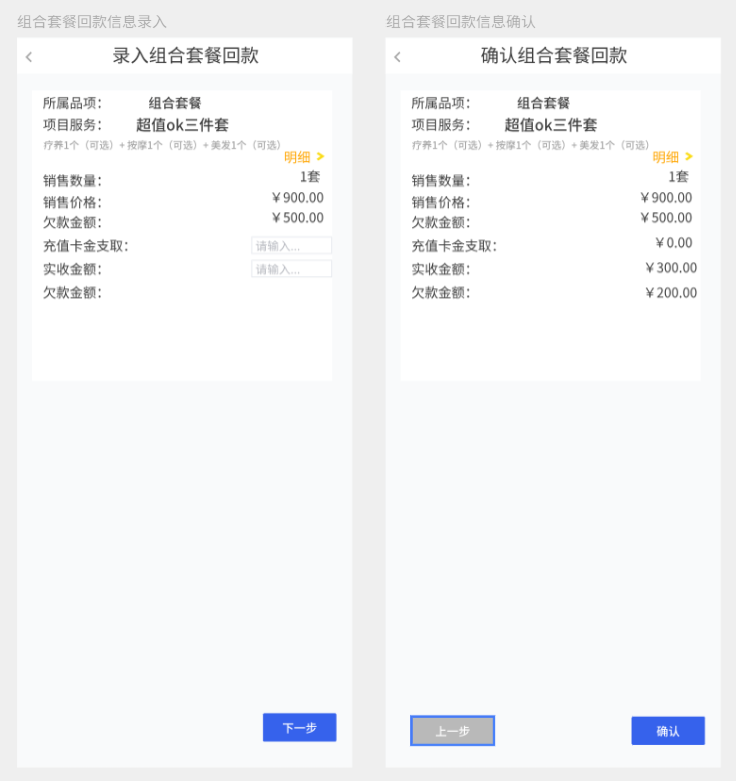 组合套餐回款信息录入
录入组合套餐回款
所属品项: 组合套餐
项目服务: 超值ok三件套
疗养1个（可选）+ 按摩1个（可选）+ 美发1个（可选）
明细 >
销售数量: 1套
销售价格: ￥900.00
欠款金额: ￥500.00
充值卡金支取: 请输入...
实收金额: 请输入...
欠款金额:
下一步
组合套餐回款信息确认
确认组合套餐回款
所属品项: 组合套餐
项目服务: 超值ok三件套
疗养1个（可选）+ 按摩1个（可选）+ 美发1个（可选）
明细 >
销售数量: 1套
销售价格: ￥900.00
欠款金额: ￥500.00
充值卡金支取: ￥0.00
实收金额: ￥300.00
欠款金额: ￥200.00
上一步
确认